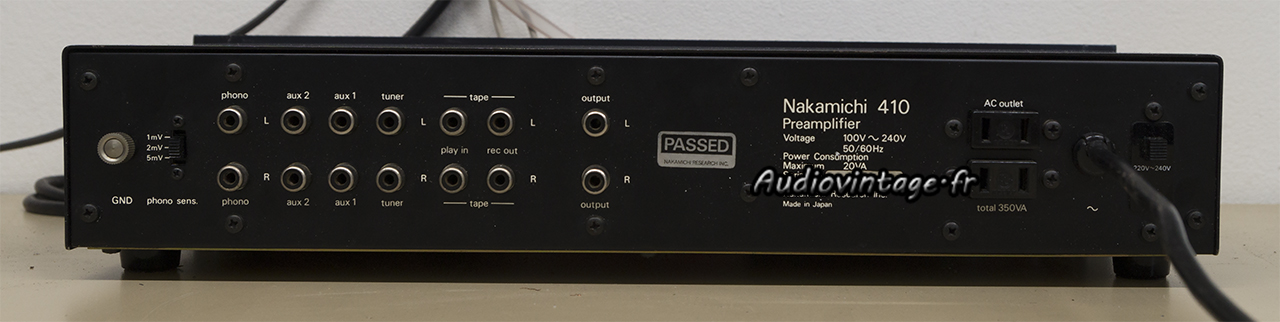 phono aux 2 aux 1 tuner tape output
L L L L
1mV
2mV
5mV
play in rec out
R R R R
GND phono sens. phono aux 2 aux 1 tuner tape output
PASSED
NAKAMICHI RESEARCH INC.
Nakamichi 410
Preamplifier
Voltage 100V ~ 240V
50/60Hz
Power Consumption
Maximum 20VA
Made in Japan
Audiovintage.fr
AC outlet
total 350VA
~
220V~240V